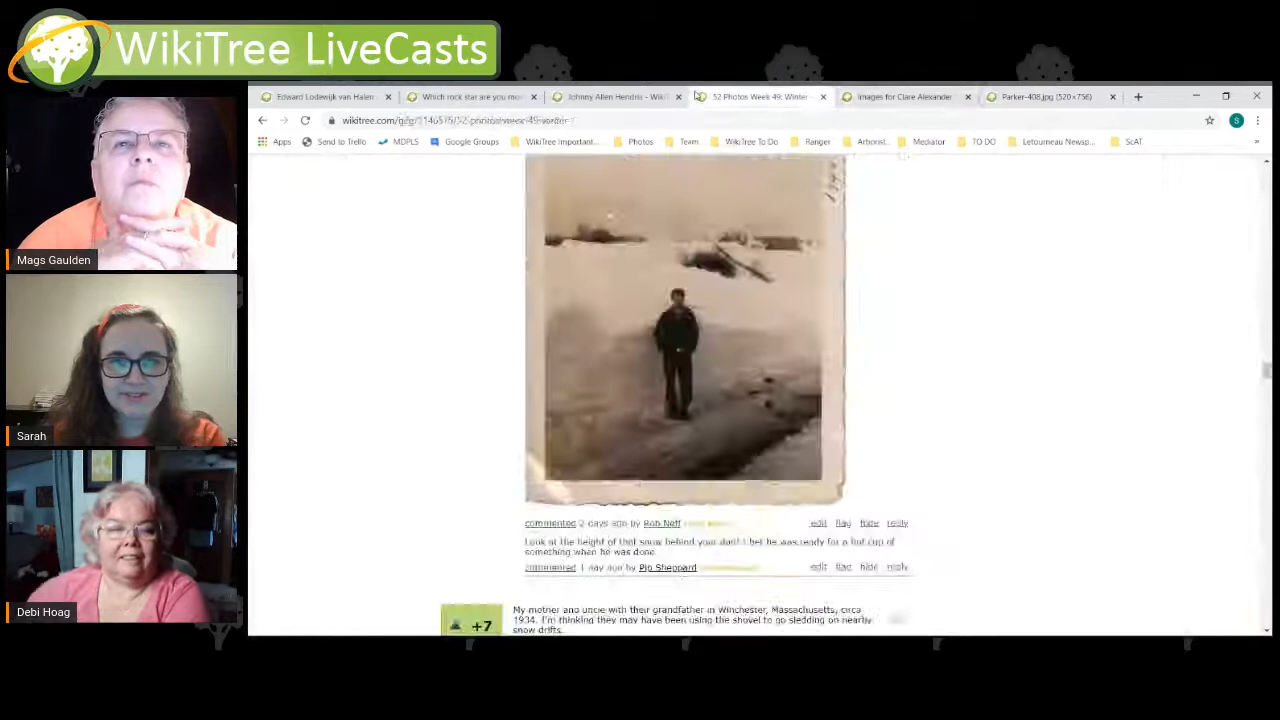 WikiTree LiveCasts
Edward Lodewijk van Halen
Which rock star are you mo
Johnny Allen Hendrix - WikiT
52 Photos Week 49: Winter
Images for Clare Alexander
Parker-408.jpg (520×756)
Apps
Send to Trello
MDPLS
Google Groups
WikiTree Important...
Photos
Team
WikiTree To Do
Ranger
Arborist
Mediator
TO DO
Letourneau Newsp...
ScAT
Mags Gaulden
Sarah
Debi Hoag
commented 2 days ago by Rob Neff
edit flag hide reply
Look at the height of that snow behind your dad! I bet he was ready for a hot cup of
something when he was done
commented 1 day ago by Pip Sheppard
edit flag hide reply
+7
My mother and uncle with their grandfather in Winchester, Massachusetts, circa
1934. I'm thinking they may have been using the shovel to go sledding on nearby
snow drifts.